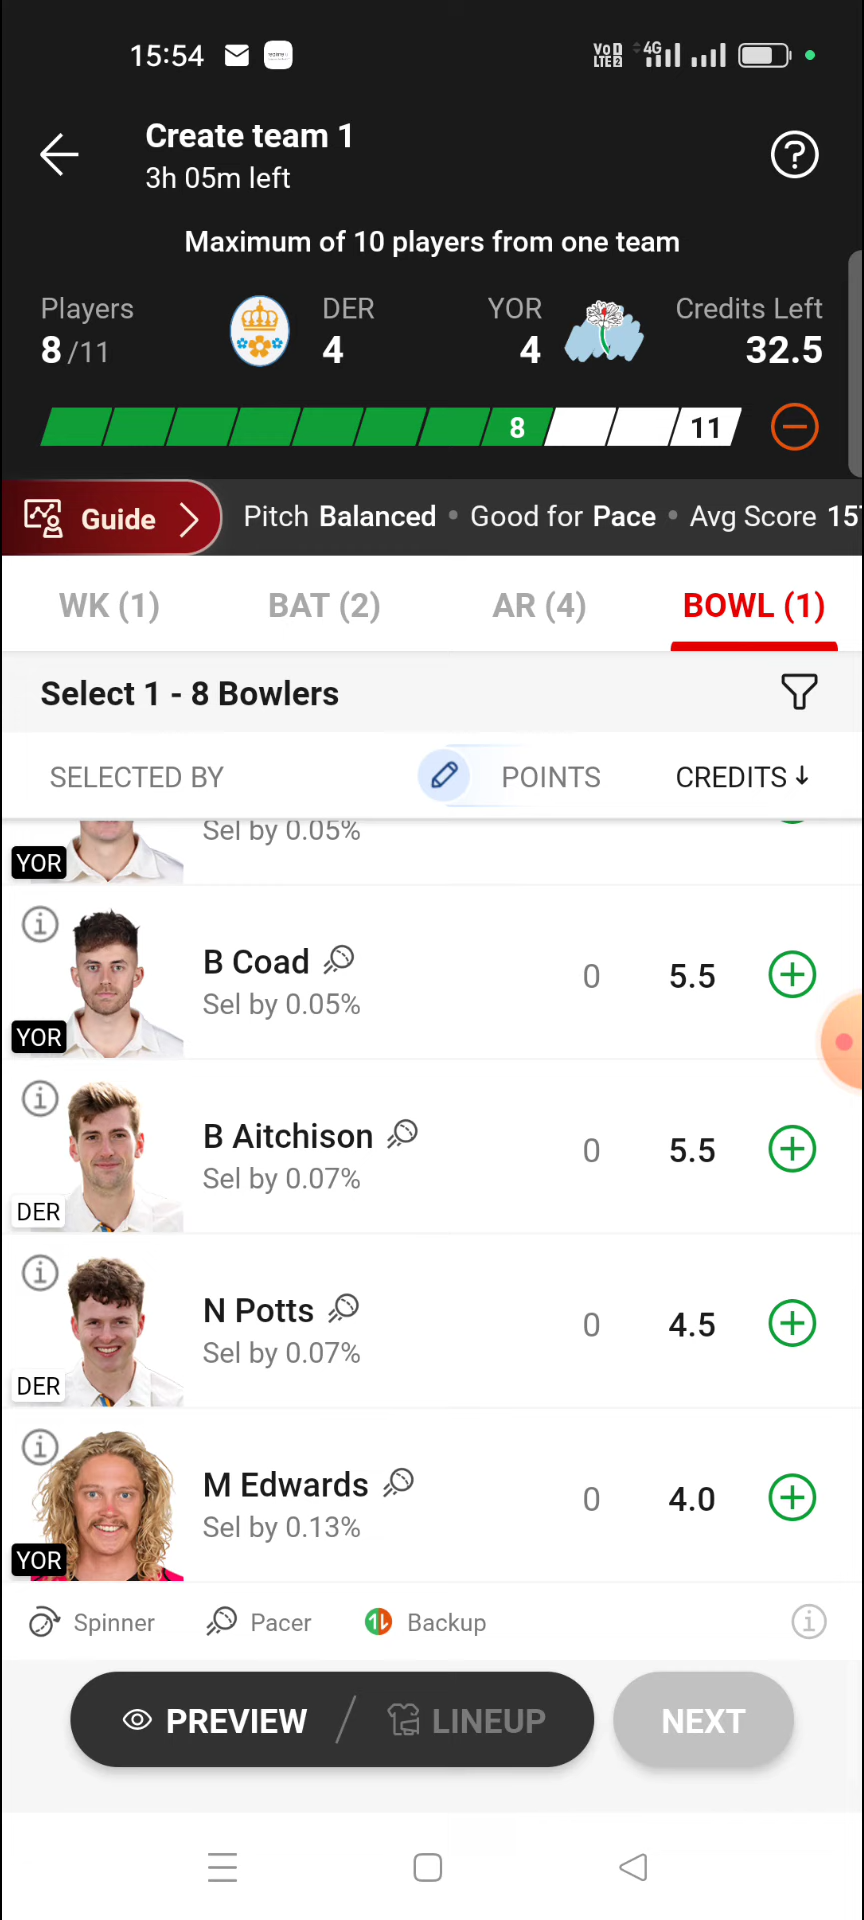 15:54
VoD LTE2 4G
Create team 1
3h 05m left
Maximum of 10 players from one team
Players DER YOR Credits Left
8 /11 4 4 32.5
8 11
Guide Pitch Balanced • Good for Pace • Avg Score 157
WK (1) BAT (2) AR (4) BOWL (1)
Select 1 - 8 Bowlers
SELECTED BY POINTS CREDITS ↓
Sel by 0.05%
YOR
B Coad 0 5.5
Sel by 0.05%
YOR
B Aitchison 0 5.5
Sel by 0.07%
DER
N Potts 0 4.5
Sel by 0.07%
DER
M Edwards 0 4.0
Sel by 0.13%
YOR
Spinner Pacer Backup
PREVIEW / LINEUP NEXT